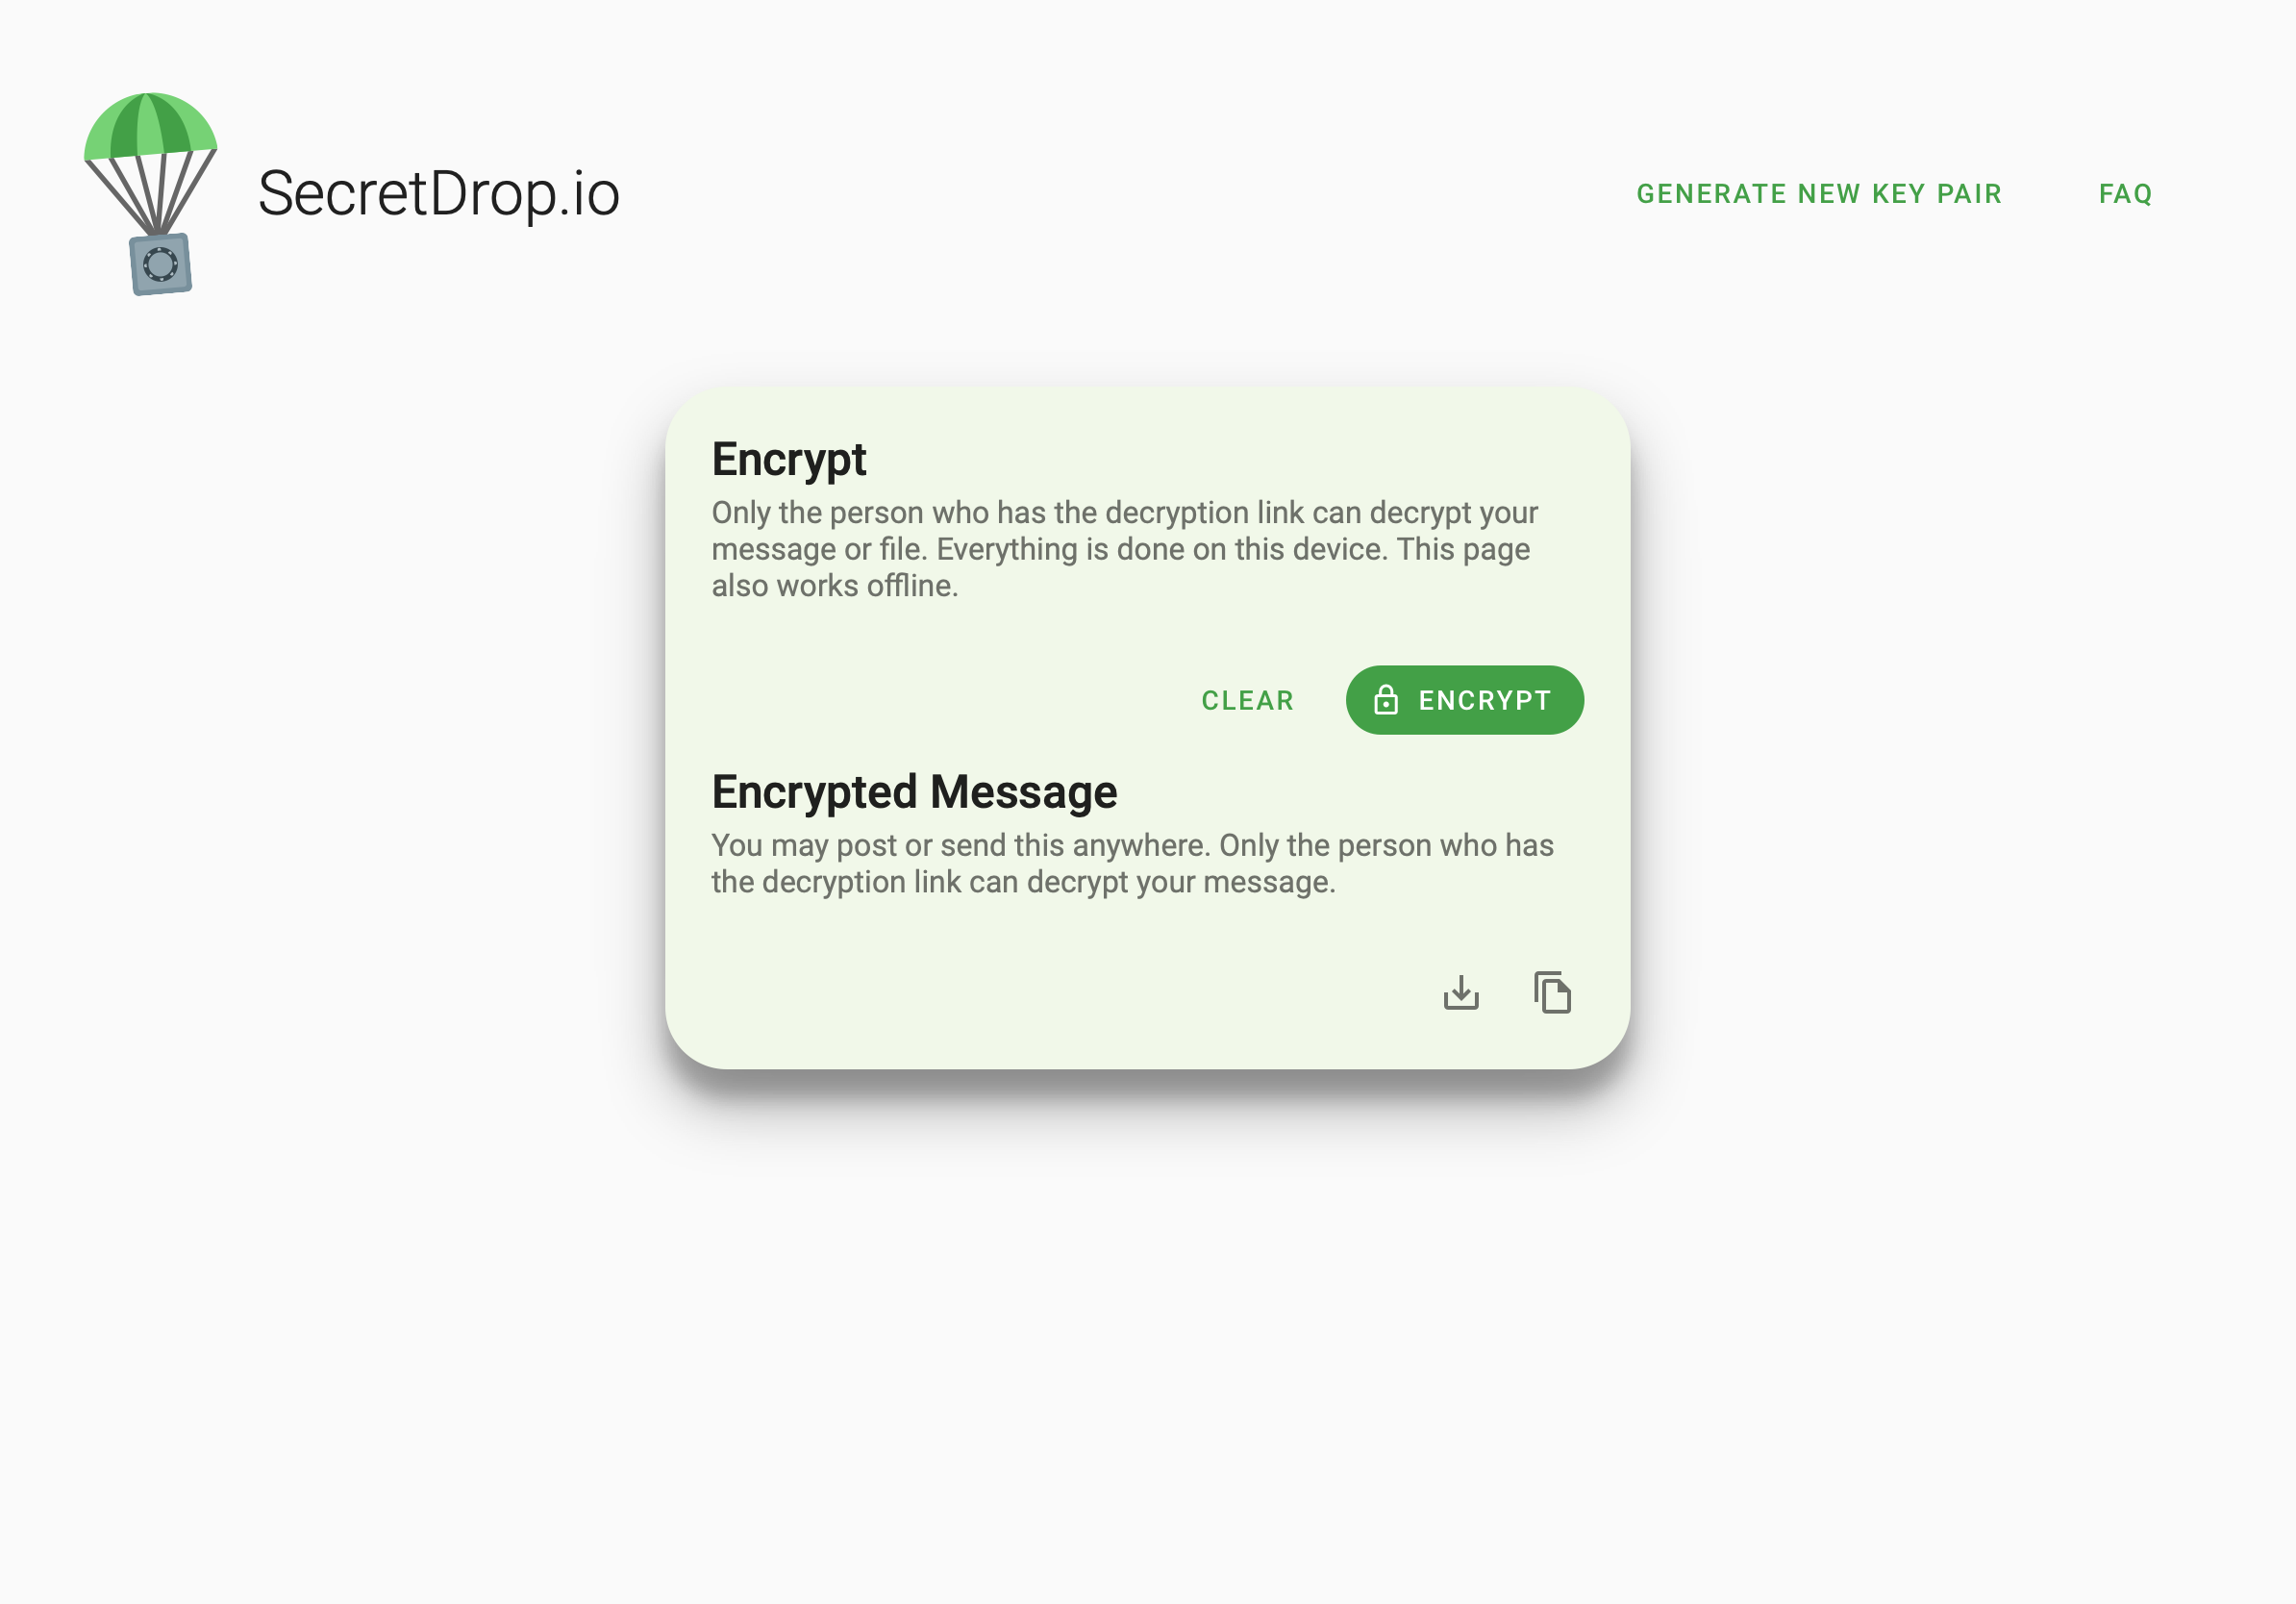 SecretDrop.io
GENERATE NEW KEY PAIR
FAQ
Encrypt
Only the person who has the decryption link can decrypt your
message or file. Everything is done on this device. This page
also works offline.
CLEAR
ENCRYPT
Encrypted Message
You may post or send this anywhere. Only the person who has
the decryption link can decrypt your message.